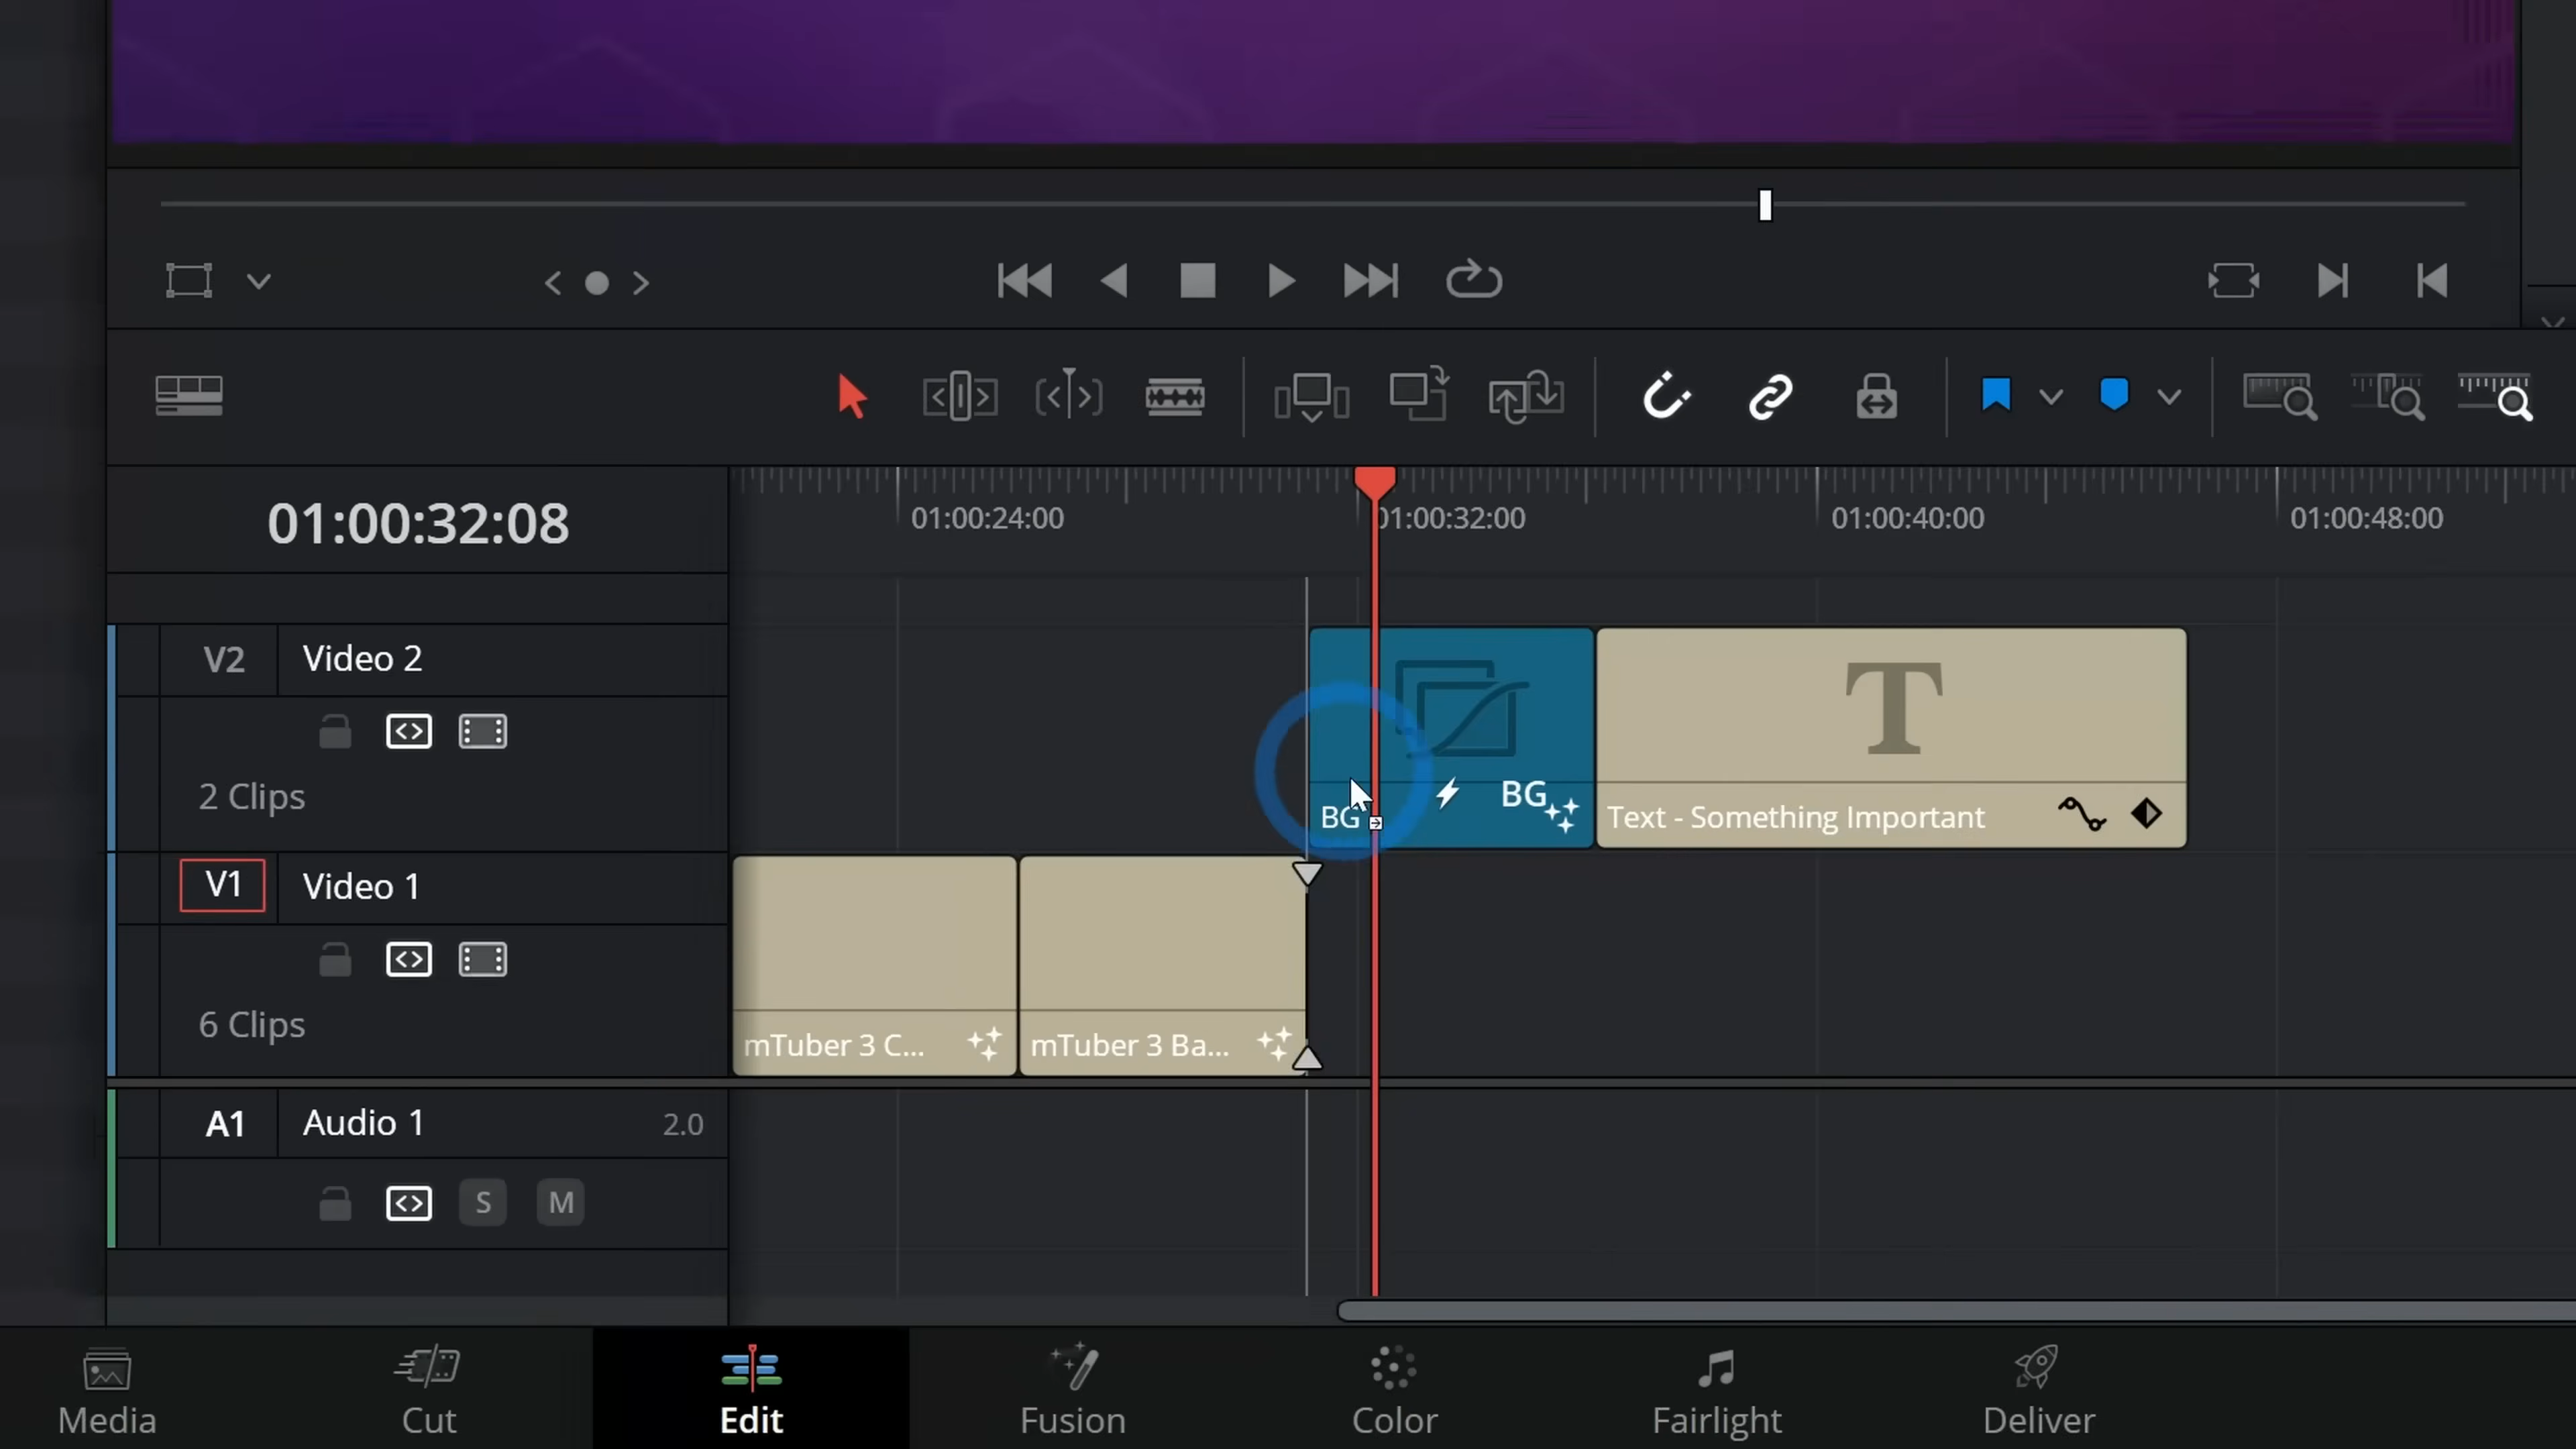 01:00:32:08
01:00:24:00
01:00:32:00
01:00:40:00
01:00:48:00
V2
Video 2
2 Clips
BG
BG
T
Text - Something Important
V1
Video 1
6 Clips
mTuber 3 C...
mTuber 3 Ba...
A1
Audio 1
2.0
S
M
Media
Cut
Edit
Fusion
Color
Fairlight
Deliver